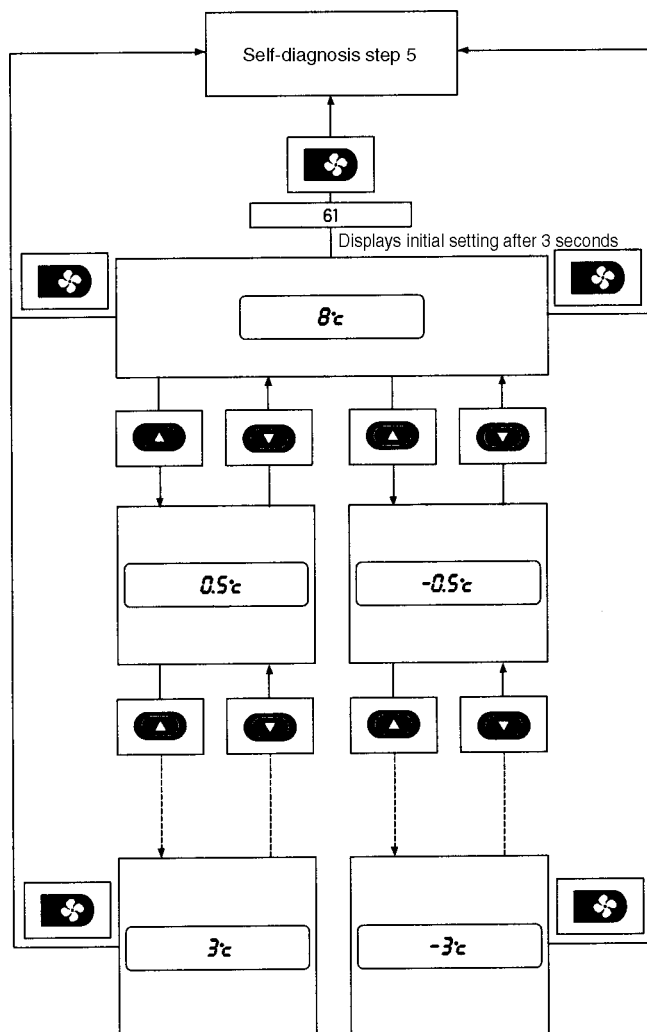 Self-diagnosis step 5
61
Displays initial setting after 3 seconds
8°c
0.5°c
-0.5°c
3°c
-3°c